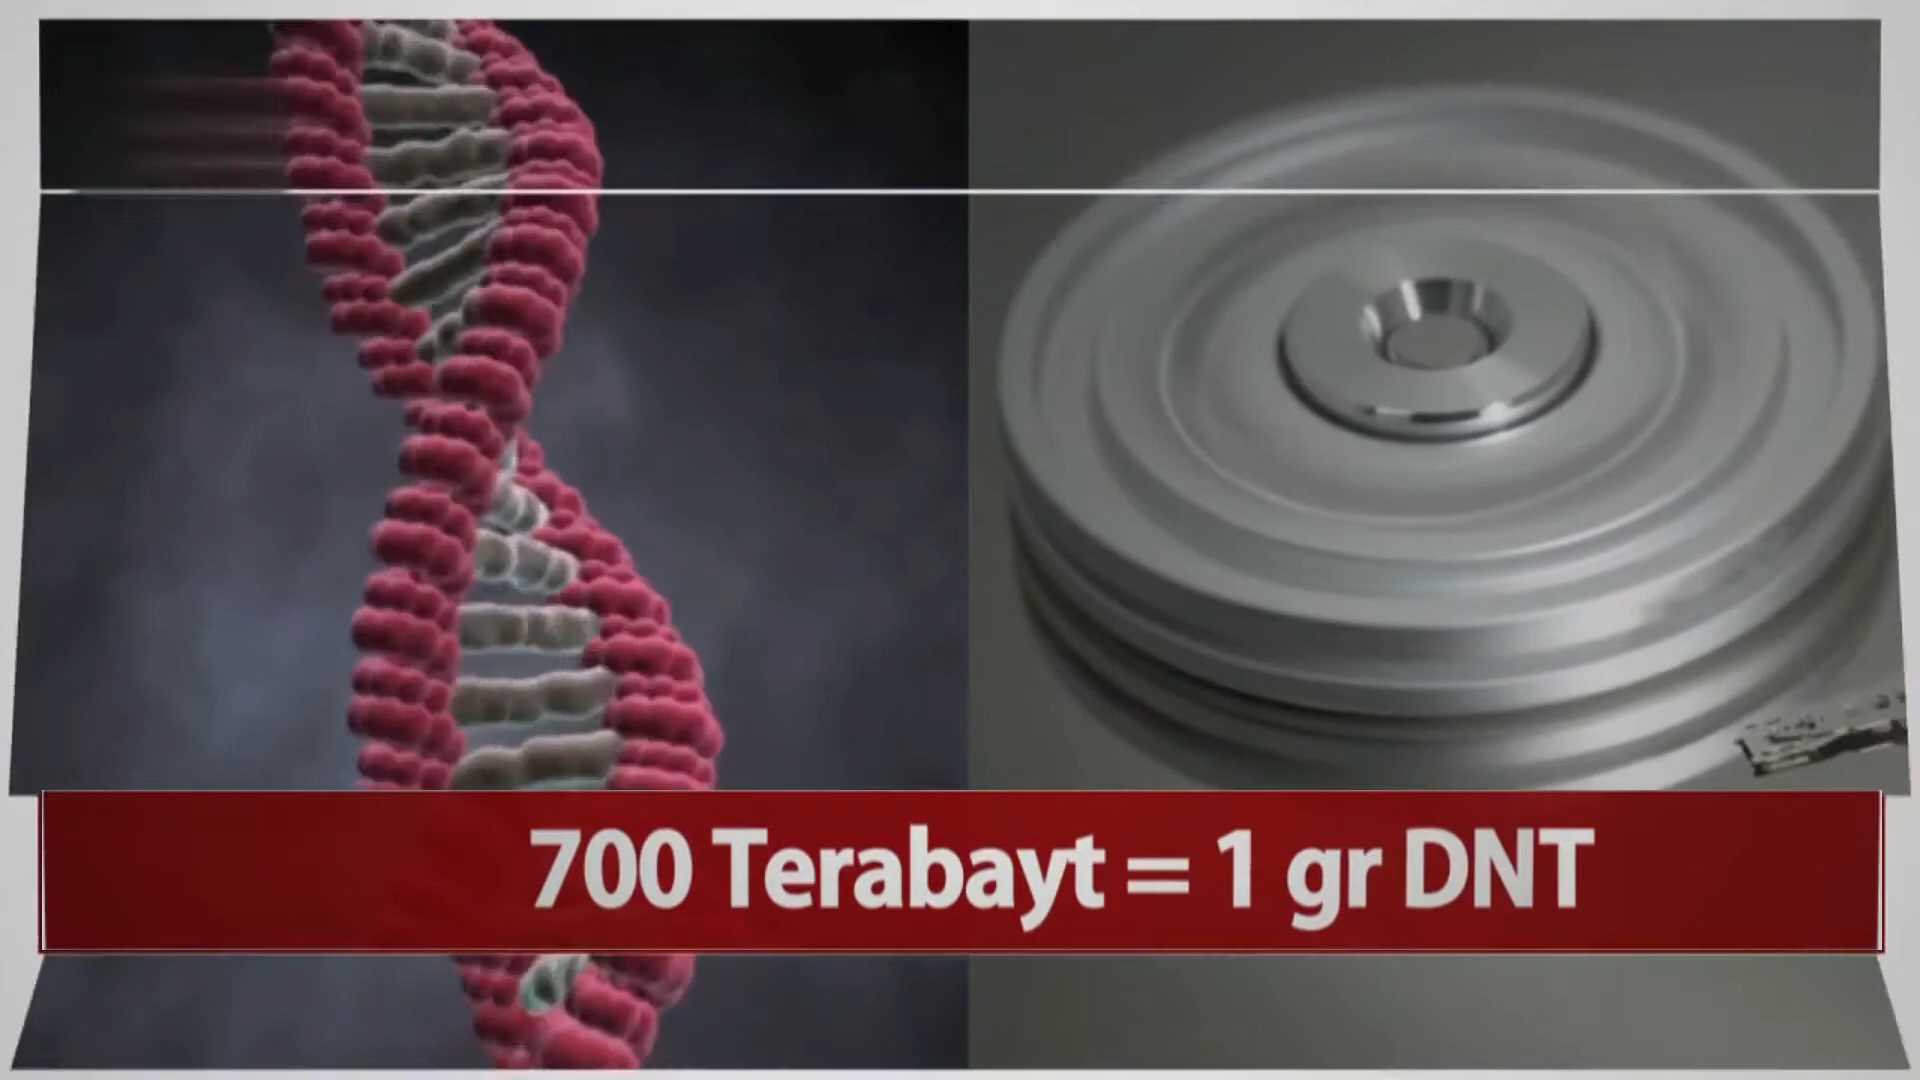 700 Terabayt = 1 gr DNT